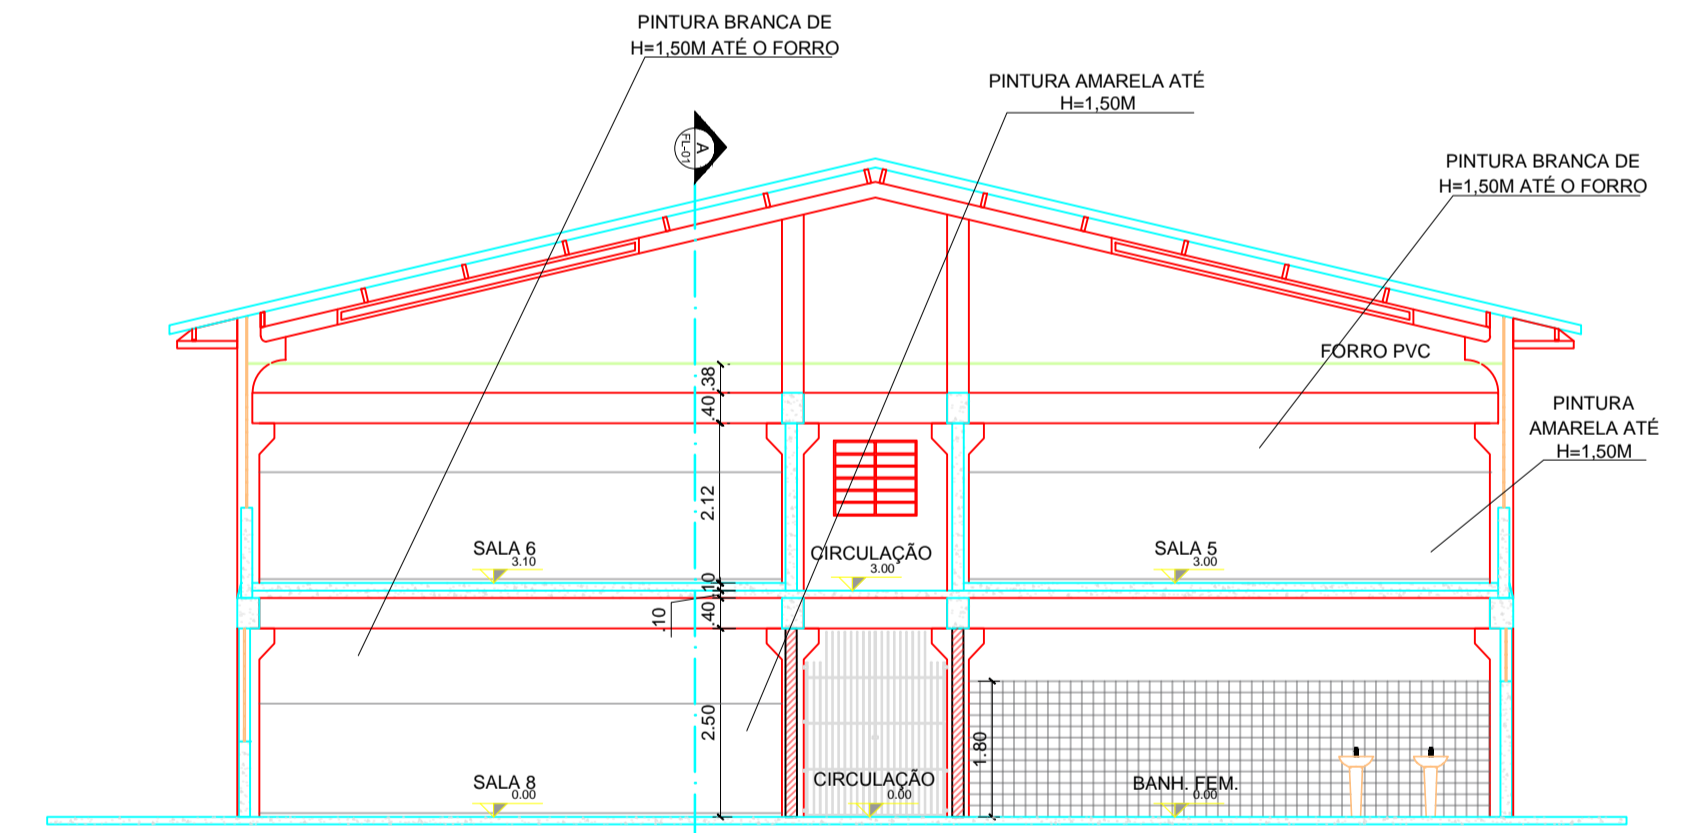 PINTURA BRANCA DE
H=1,50M ATÉ O FORRO
PINTURA AMARELA ATÉ
H=1,50M
A
FL-01
PINTURA BRANCA DE
H=1,50M ATÉ O FORRO
FORRO PVC
PINTURA
AMARELA ATÉ
H=1,50M
.38
.40
2.12
SALA 6
3.10
CIRCULAÇÃO
3.00
SALA 5
3.00
.10
.10
.40
2.50
1.80
SALA 8
0.00
CIRCULAÇÃO
0.00
BANH. FEM.
0.00